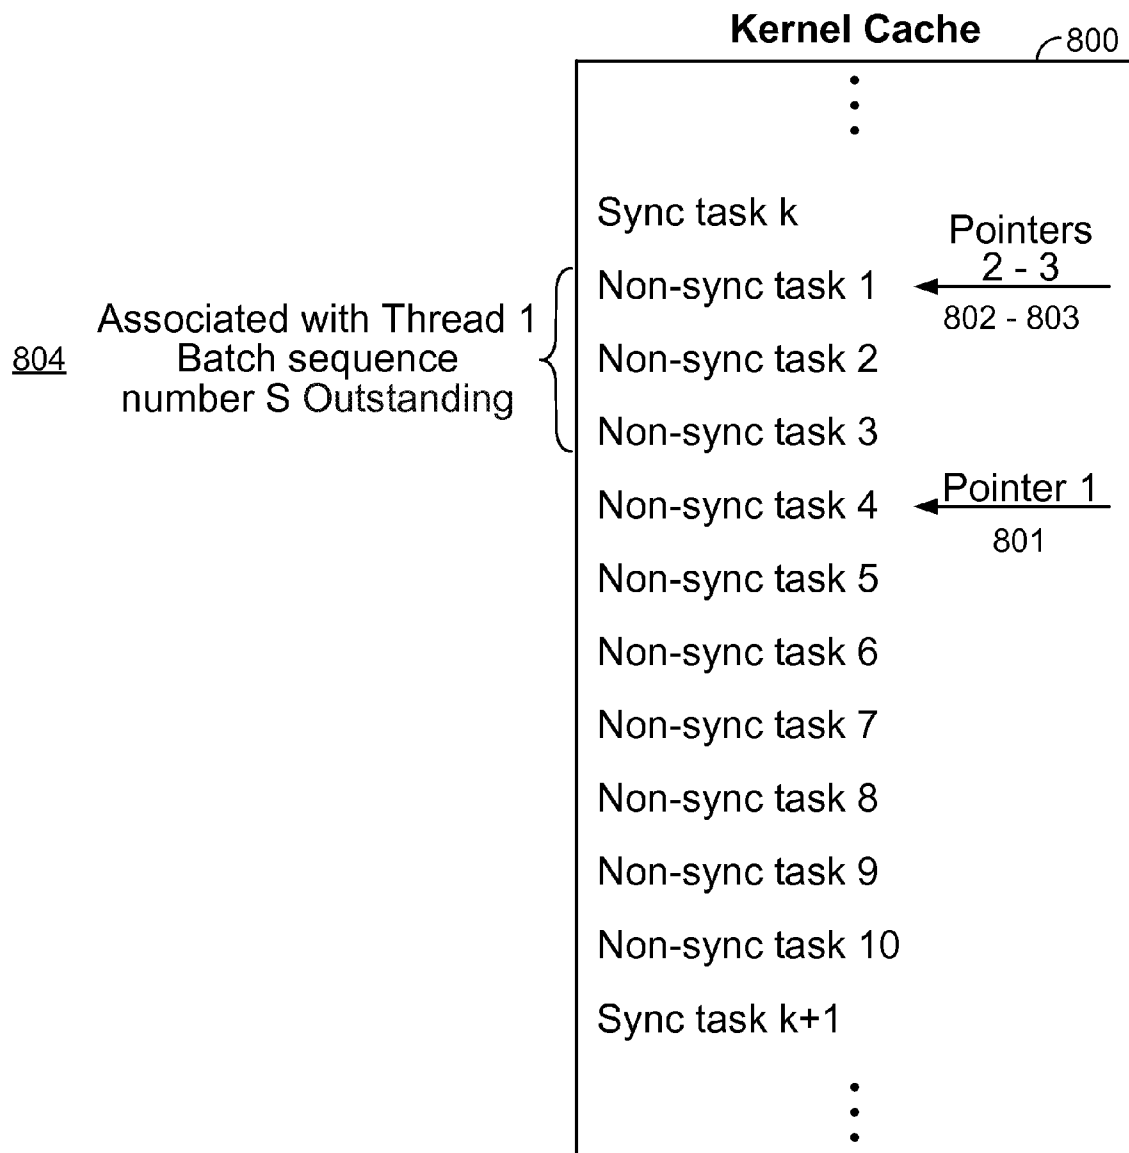 Kernel Cache
800
Sync task k
Pointers
2 - 3
802 - 803
Non-sync task 1
Associated with Thread 1
Batch sequence
number S Outstanding
804
Non-sync task 2
Non-sync task 3
Non-sync task 4
Pointer 1
801
Non-sync task 5
Non-sync task 6
Non-sync task 7
Non-sync task 8
Non-sync task 9
Non-sync task 10
Sync task k+1